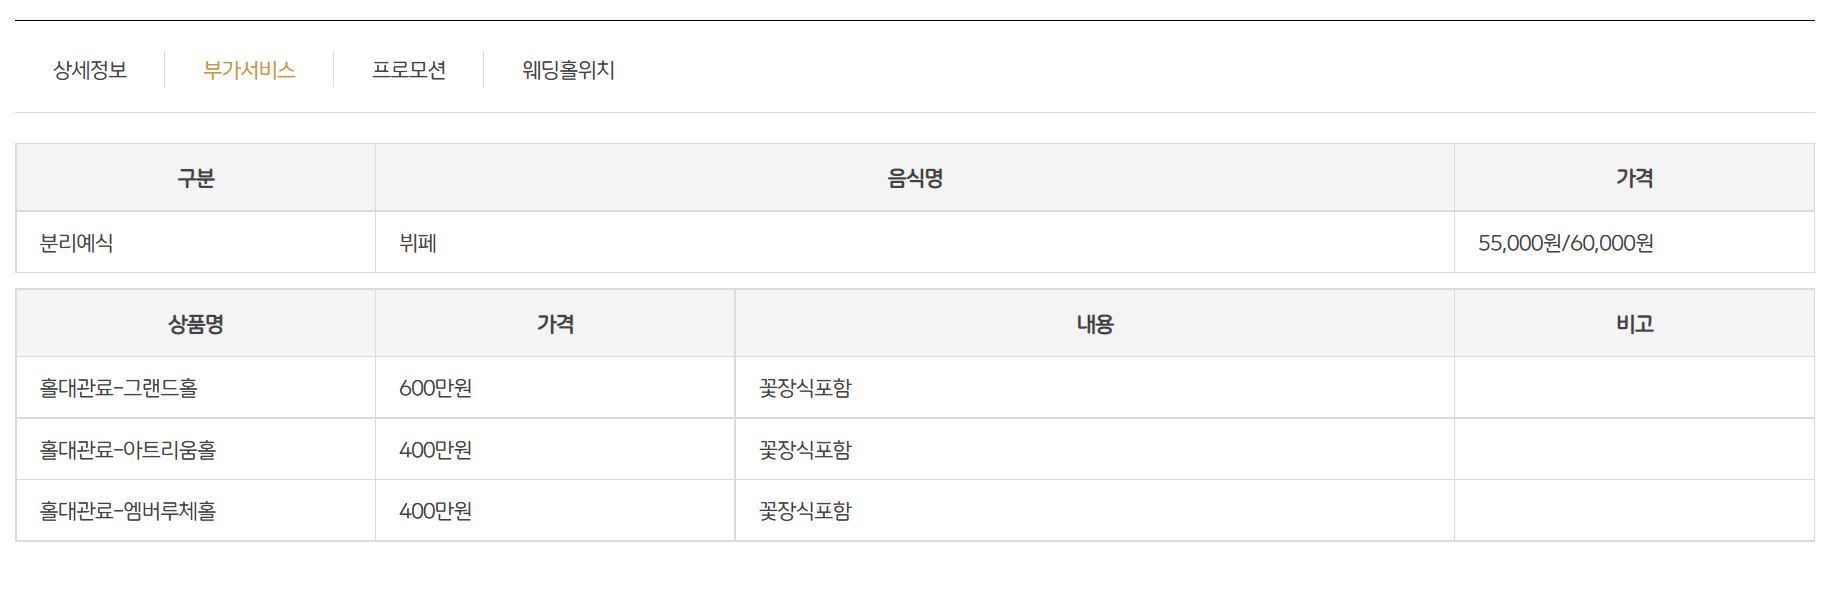 상세정보 부가서비스 프로모션 웨딩홀위치
구분 음식명 가격
분리예식 뷔페 55,000원/60,000원
상품명 가격 내용 비고
홀대관료-그랜드홀 600만원 꽃장식포함
홀대관료-아트리움홀 400만원 꽃장식포함
홀대관료-엠버루체홀 400만원 꽃장식포함